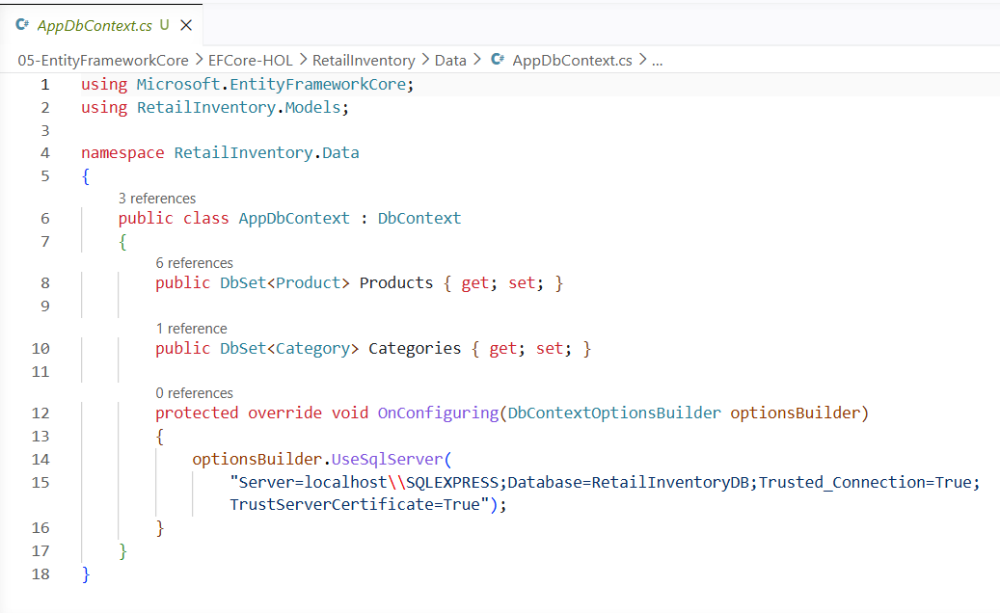 AppDbContext.cs U
05-EntityFrameworkCore > EFCore-HOL > RetailInventory > Data > C# AppDbContext.cs > ...
1 using Microsoft.EntityFrameworkCore;
2 using RetailInventory.Models;
3
4 namespace RetailInventory.Data
5 {
3 references
6 public class AppDbContext : DbContext
7 {
6 references
8 public DbSet<Product> Products { get; set; }
9
1 reference
10 public DbSet<Category> Categories { get; set; }
11
0 references
12 protected override void OnConfiguring(DbContextOptionsBuilder optionsBuilder)
13 {
14 optionsBuilder.UseSqlServer(
15 "Server=localhost\\SQLEXPRESS;Database=RetailInventoryDB;Trusted_Connection=True;
TrustServerCertificate=True");
16 }
17 }
18 }